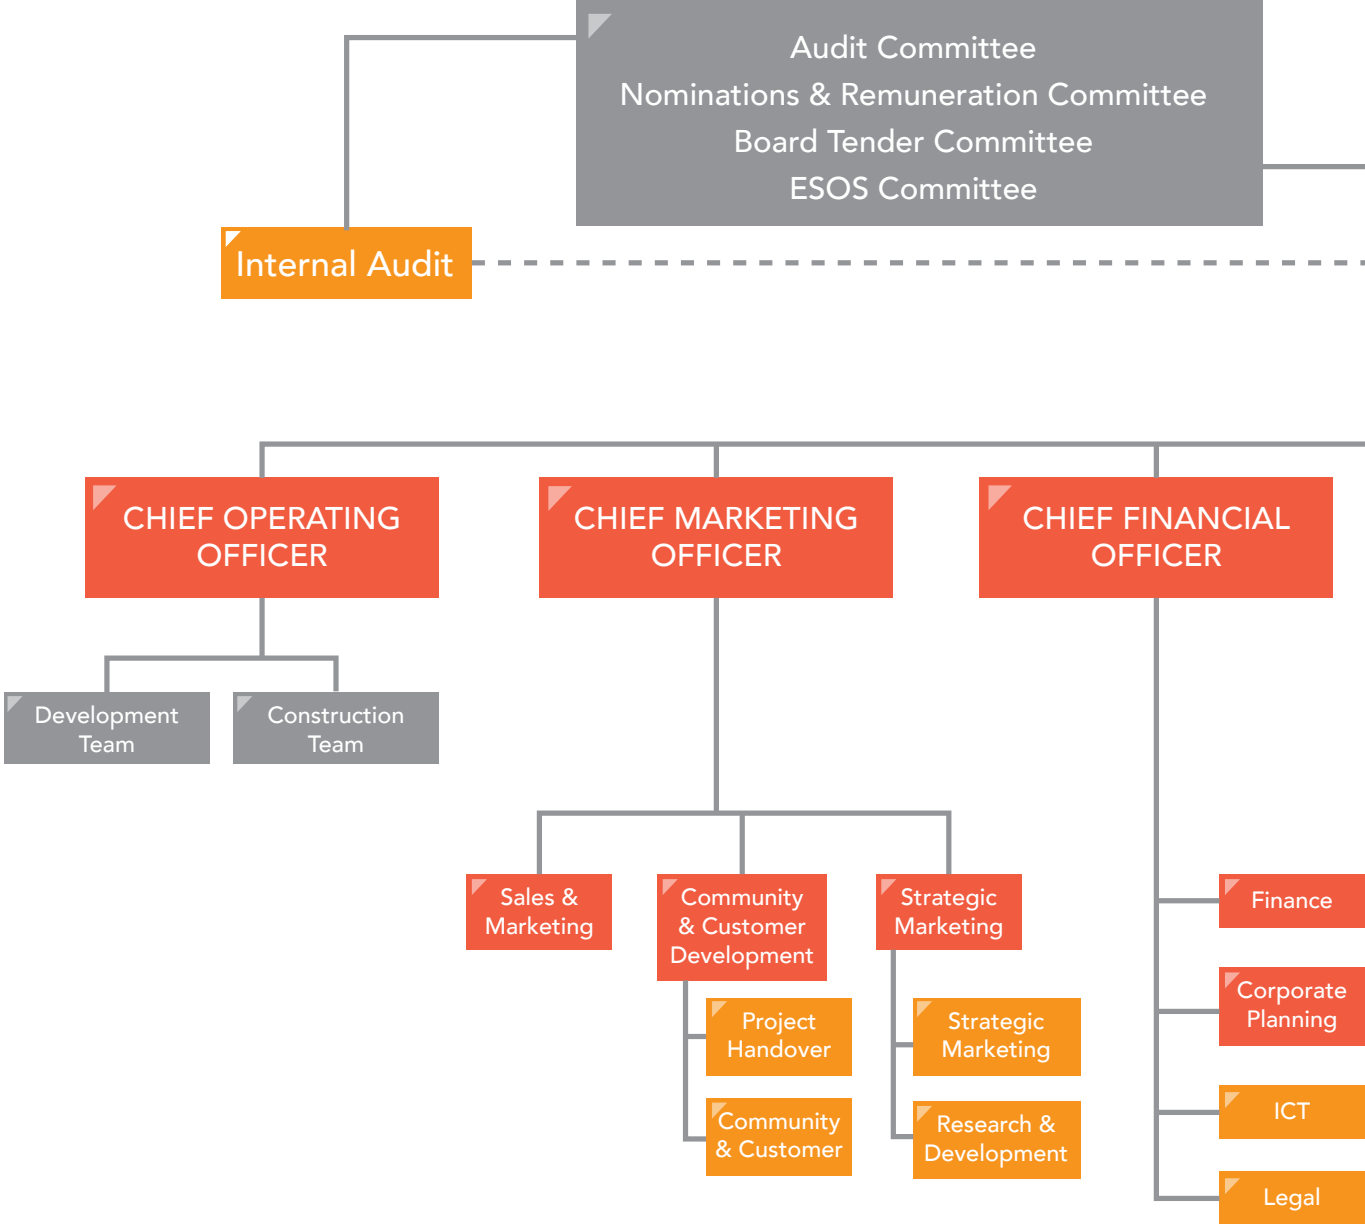 Audit Committee
Nominations & Remuneration Committee
Board Tender Committee
ESOS Committee
Internal Audit
CHIEF OPERATING
OFFICER
CHIEF MARKETING
OFFICER
CHIEF FINANCIAL
OFFICER
Development
Team
Construction
Team
Sales &
Marketing
Community
& Customer
Development
Strategic
Marketing
Project
Handover
Community
& Customer
Strategic
Marketing
Research &
Development
Finance
Corporate
Planning
ICT
Legal